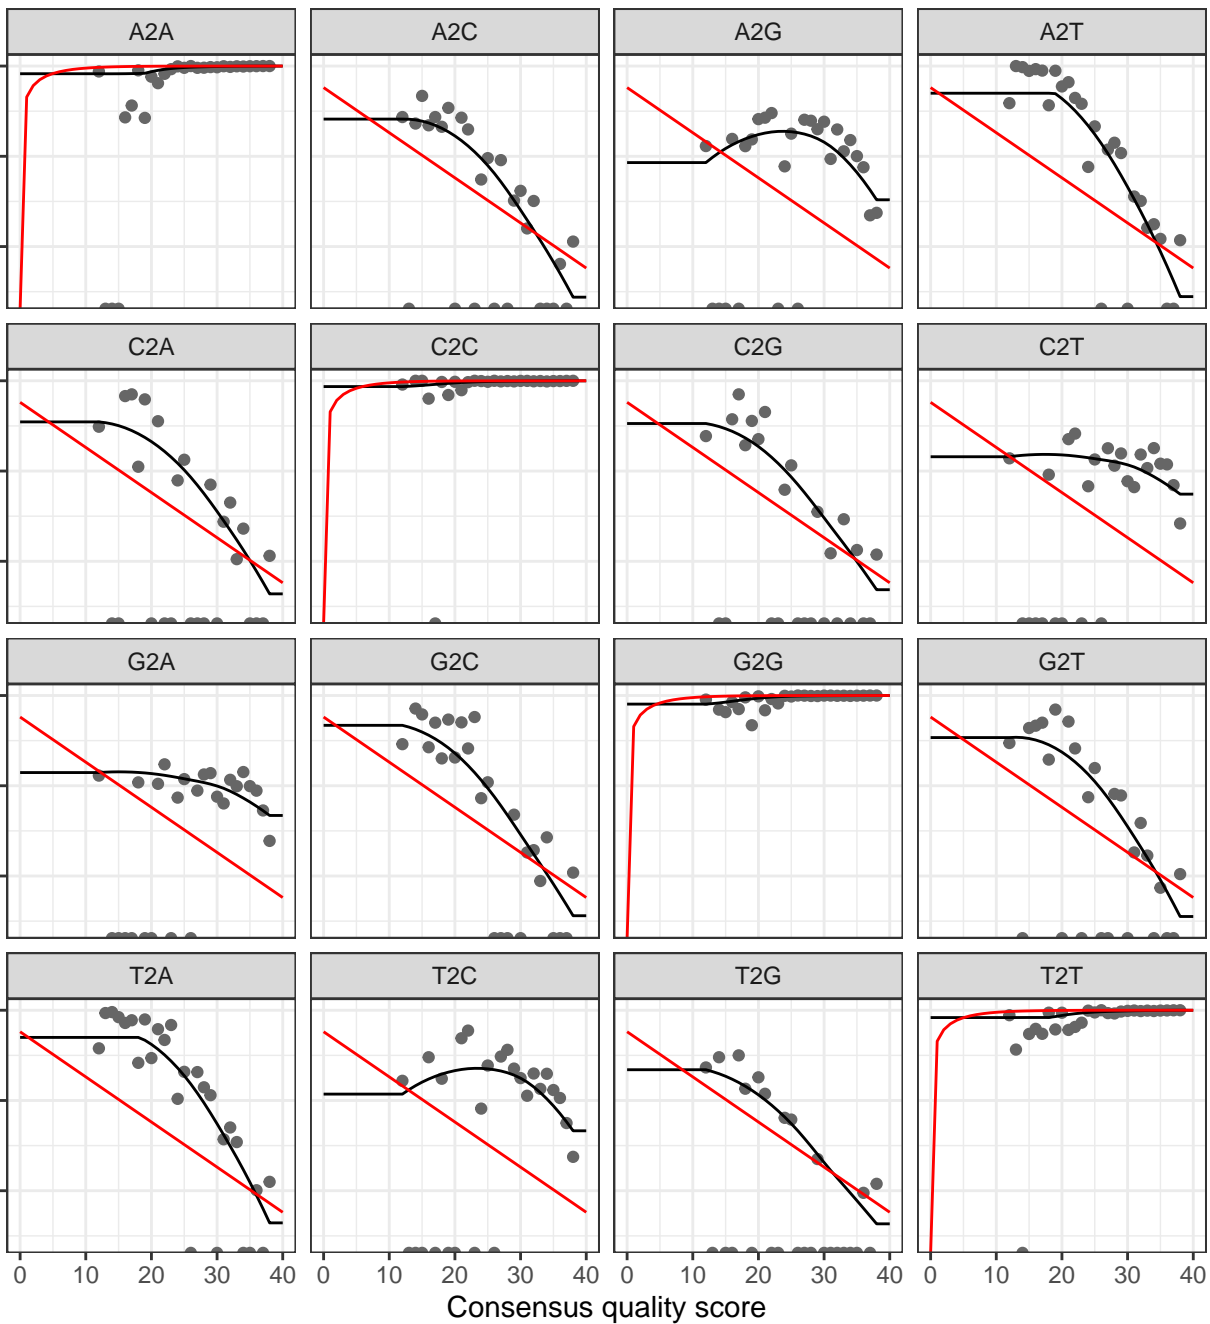 A2A A2C A2G A2T
C2A C2C C2G C2T
G2A G2C G2G G2T
T2A T2C T2G T2T
0 10 20 30 40 0 10 20 30 40 0 10 20 30 40 0 10 20 30 40
Consensus quality score